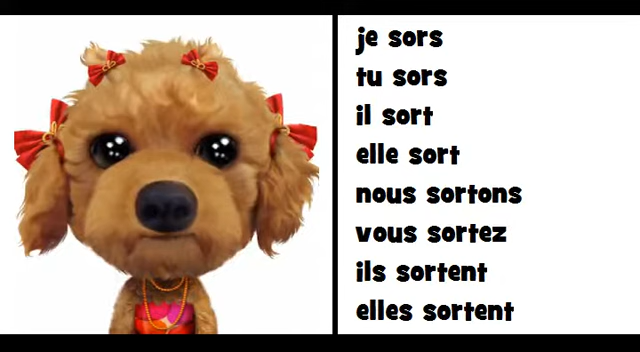 je sors
tu sors
il sort
elle sort
nous sortons
vous sortez
ils sortent
elles sortent